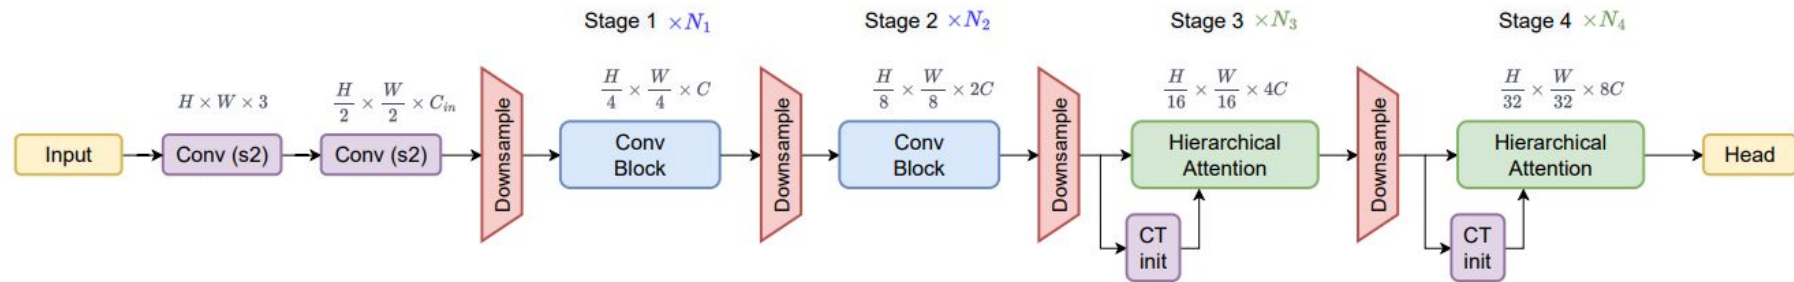 Stage 1 ×N₁
Stage 2 ×N₂
Stage 3 ×N₃
Stage 4 ×N₄
H × W × 3
H/2 × W/2 × C_in
H/4 × W/4 × C
H/8 × W/8 × 2C
H/16 × W/16 × 4C
H/32 × W/32 × 8C
Input
Conv (s2)
Conv (s2)
Downsample
Conv
Block
Downsample
Conv
Block
Downsample
Hierarchical
Attention
CT
init
Downsample
Hierarchical
Attention
CT
init
Head